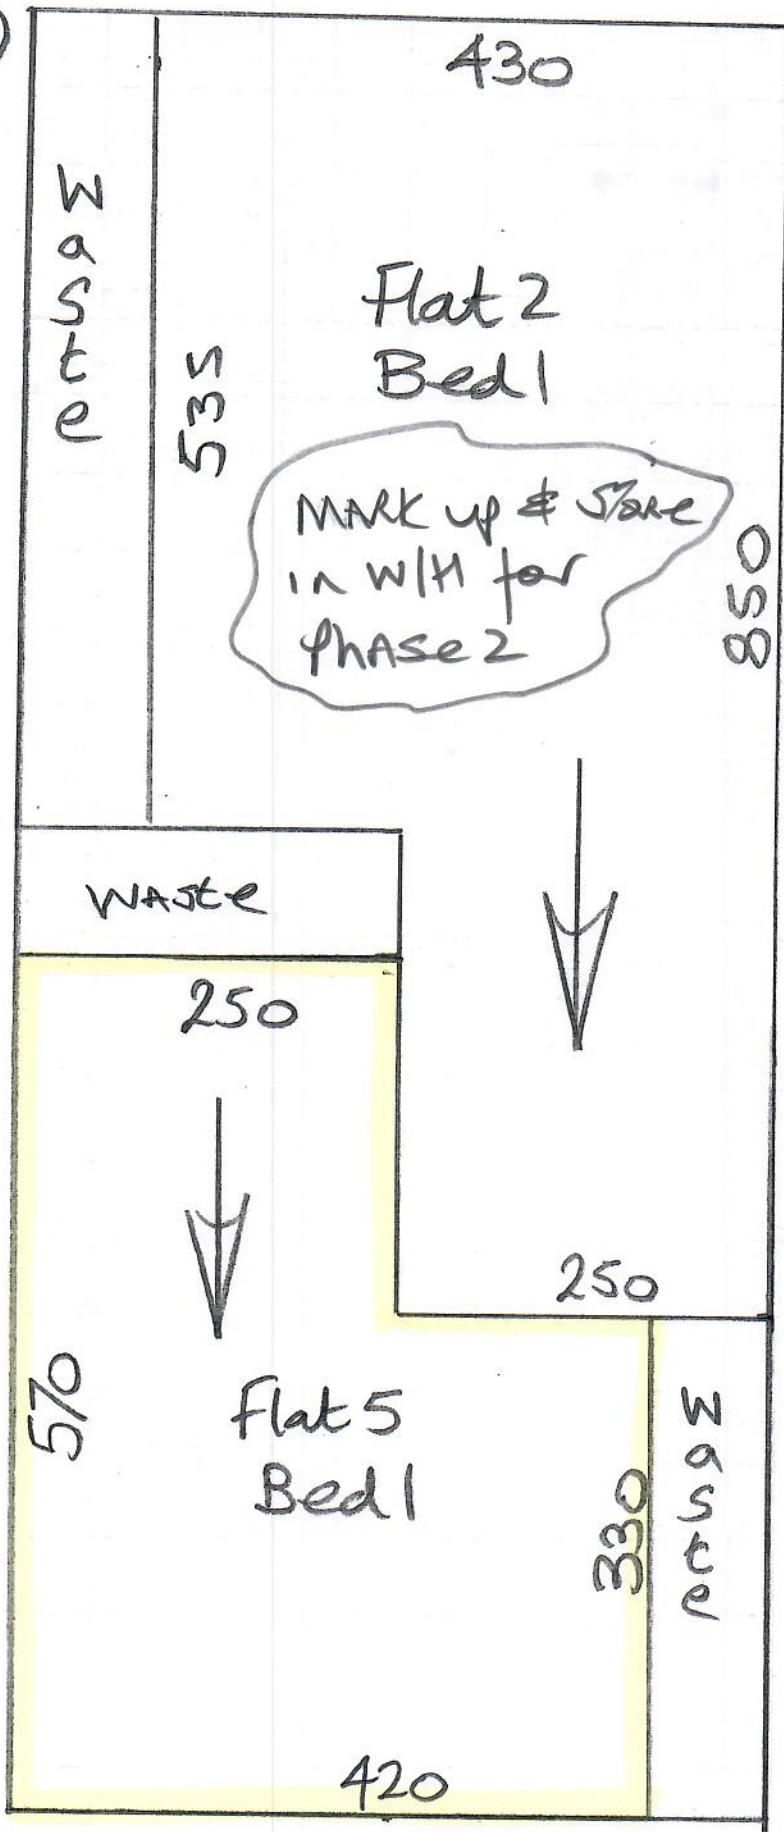 430
Waste
Flat 2
Bed 1
535
MARK up & Store
in W/H for
PhASe 2
850
WASte
250
250
570
Flat 5
Bed 1
330
Waste
420